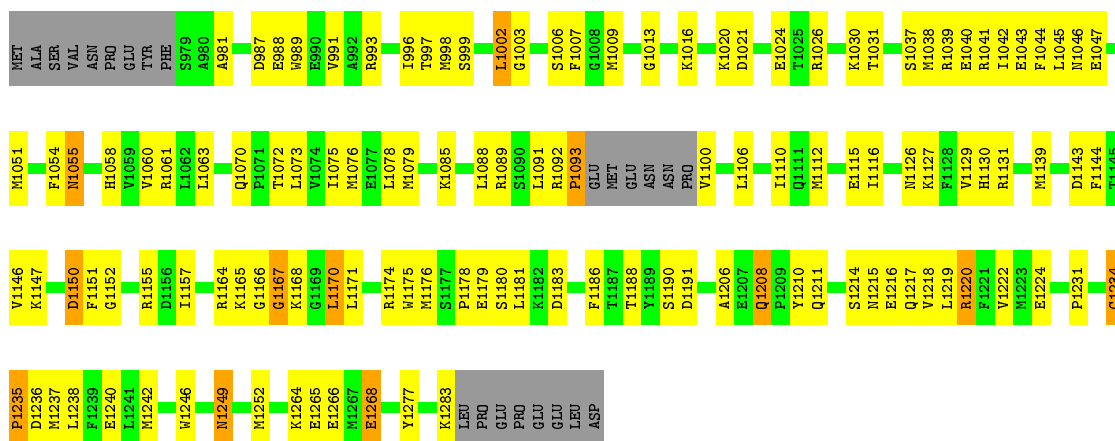 MET ALA SER VAL ASN PRO GLU TYR PHE S979 A980 A981 D987 E988 W989 E990 V991 A992 R993 I996 T997 M998 S999 L1002 G1003 S1006 F1007 G1008 M1009 G1013 K1016 K1020 D1021 E1024 T1025 R1026 K1030 T1031 S1037 M1038 R1039 E1040 R1041 I1042 E1043 F1044 L1045 N1046 E1047
M1051 F1054 N1055 H1058 V1059 V1060 R1061 L1062 L1063 Q1070 P1071 T1072 L1073 V1074 I1075 M1076 E1077 L1078 M1079 K1085 L1088 R1089 S1090 L1091 R1092 P1093 GLU MET GLU ASN ASN PRO V1100 L1106 I1110 Q1111 M1112 E1115 I1116 N1126 K1127 F1128 V1129 H1130 R1131 M1139 D1143 F1144 T1145
V1146 K1147 D1150 F1151 G1152 R1155 D1156 I1157 R1164 K1165 G1166 G1167 K1168 G1169 L1170 L1171 R1174 W1175 M1176 S1177 P1178 E1179 S1180 L1181 K1182 D1183 F1186 T1187 T1188 Y1189 S1190 D1191 A1206 E1207 Q1208 P1209 Y1210 Q1211 S1214 N1215 E1216 Q1217 V1218 L1219 R1220 F1221 V1222 M1223 E1224 P1231
P1235 D1236 M1237 L1238 F1239 E1240 L1241 M1242 W1246 N1249 M1252 K1264 E1265 E1266 M1267 E1268 Y1277 K1283 LEU PRO GLU PRO GLU GLU LEU ASP